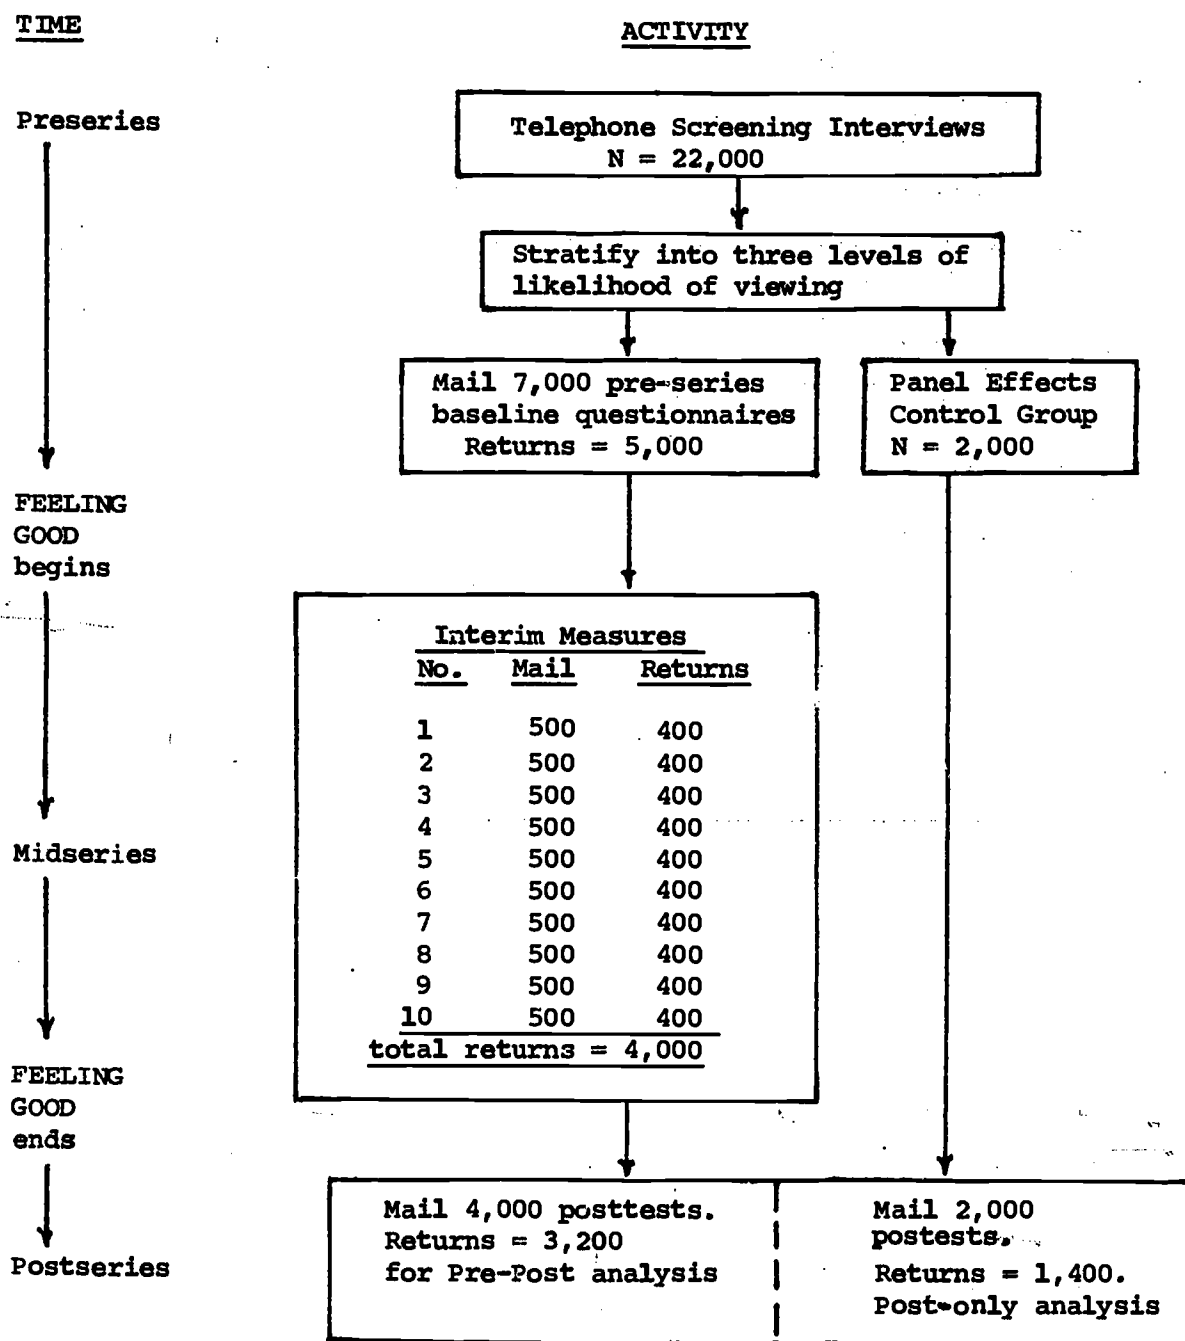 TIME
ACTIVITY
Preseries
Telephone Screening Interviews
N = 22,000
Stratify into three levels of
likelihood of viewing
Mail 7,000 pre-series
baseline questionnaires
Returns = 5,000
Panel Effects
Control Group
N = 2,000
FEELING
GOOD
begins
Interim Measures
No. Mail Returns
1 500 400
2 500 400
3 500 400
4 500 400
5 500 400
6 500 400
7 500 400
8 500 400
9 500 400
10 500 400
total returns = 4,000
Midseries
FEELING
GOOD
ends
Postseries
Mail 4,000 posttests.
Returns = 3,200
for Pre-Post analysis
Mail 2,000
postests.
Returns = 1,400.
Post-only analysis